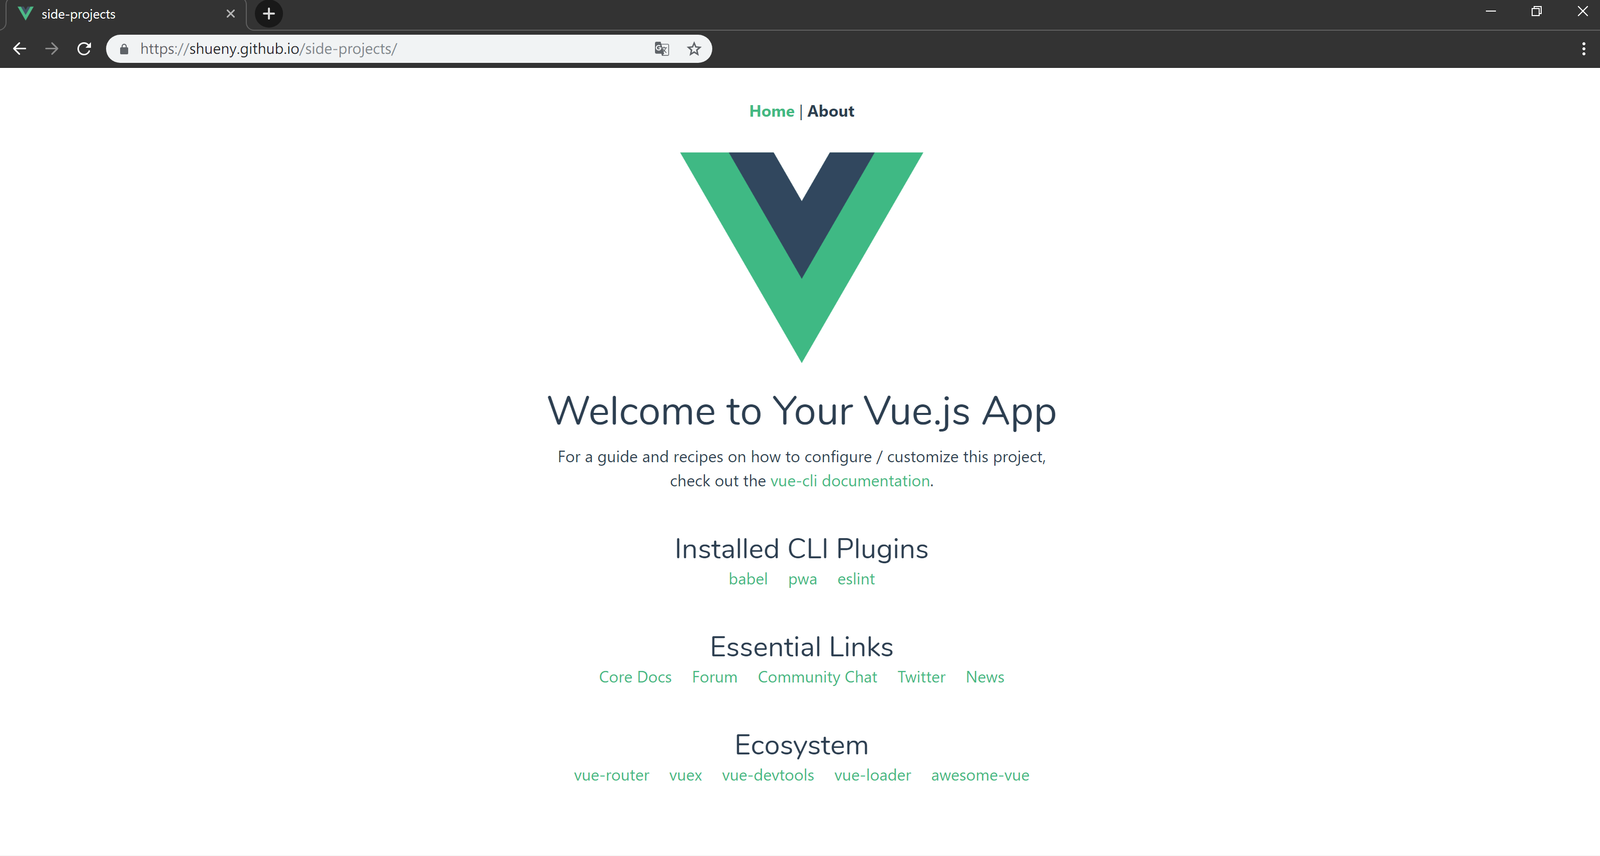 side-projects
https://shueny.github.io/side-projects/
Home | About
Welcome to Your Vue.js App
For a guide and recipes on how to configure / customize this project,
check out the vue-cli documentation.
Installed CLI Plugins
babel pwa eslint
Essential Links
Core Docs Forum Community Chat Twitter News
Ecosystem
vue-router vuex vue-devtools vue-loader awesome-vue